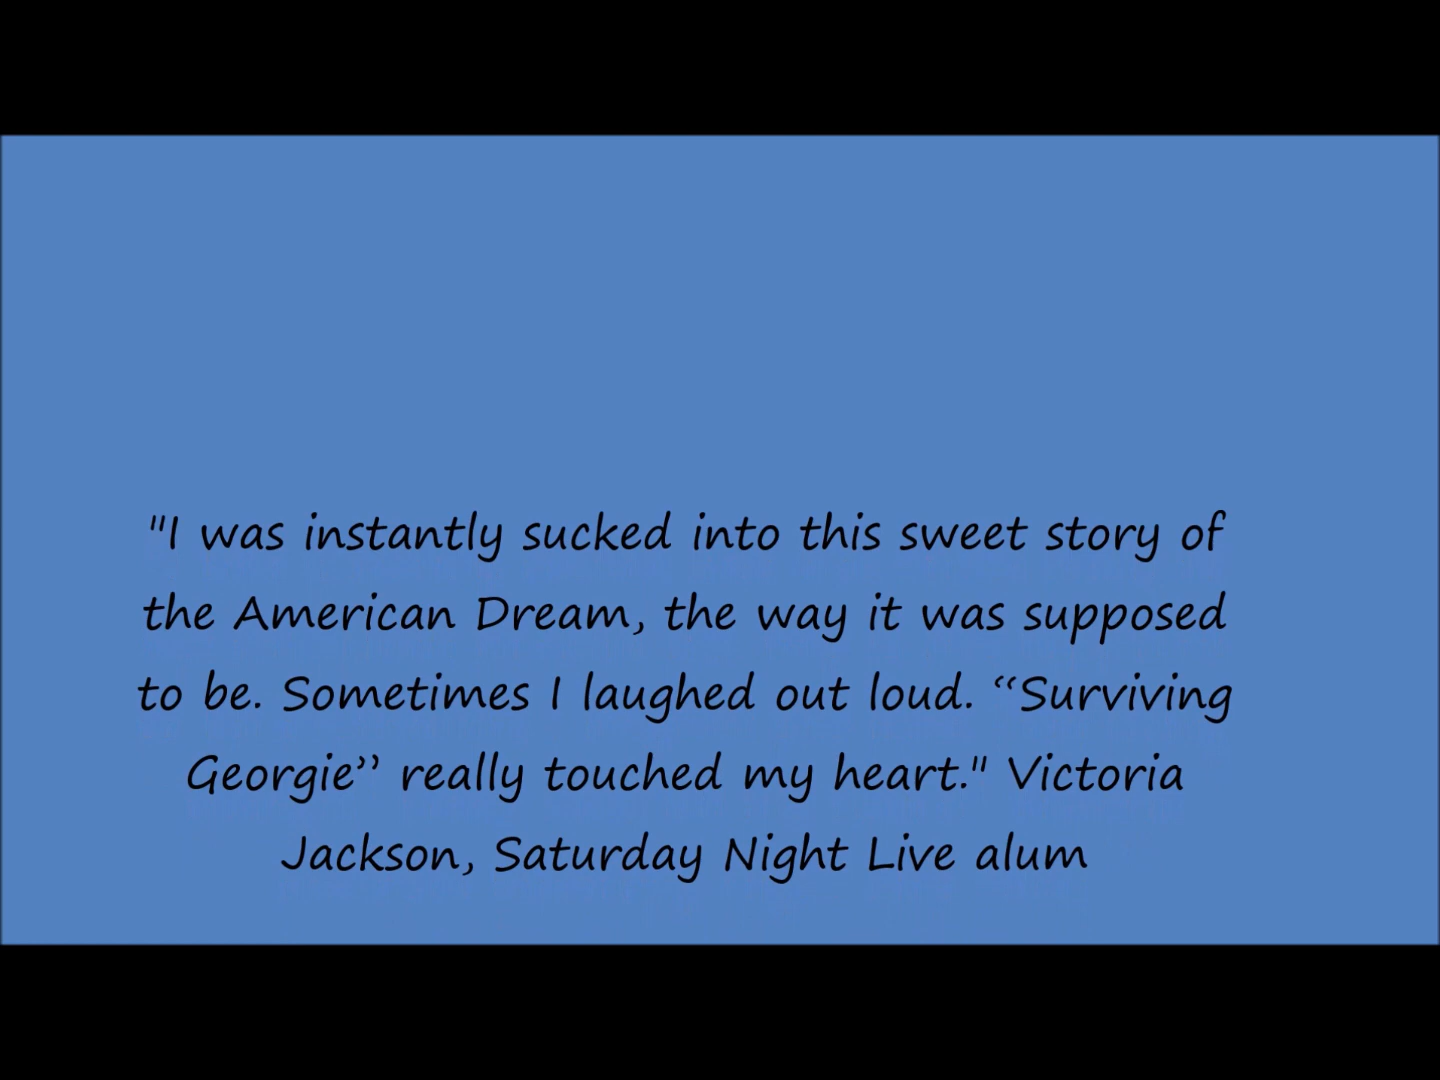 "I was instantly sucked into this sweet story of
the American Dream, the way it was supposed
to be. Sometimes I laughed out loud. “Surviving
Georgie” really touched my heart." Victoria
Jackson, Saturday Night Live alum